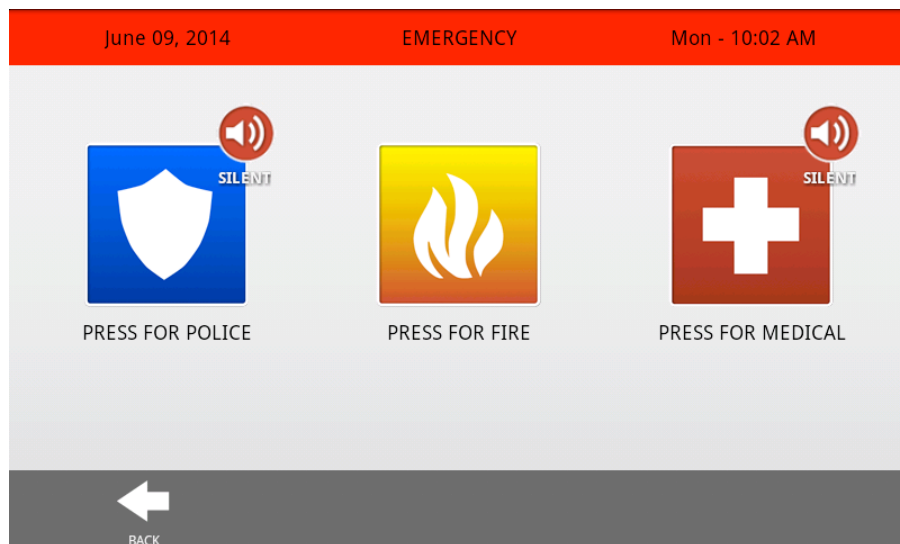 June 09, 2014 EMERGENCY Mon - 10:02 AM
SILENT SILENT
PRESS FOR POLICE PRESS FOR FIRE PRESS FOR MEDICAL
BACK